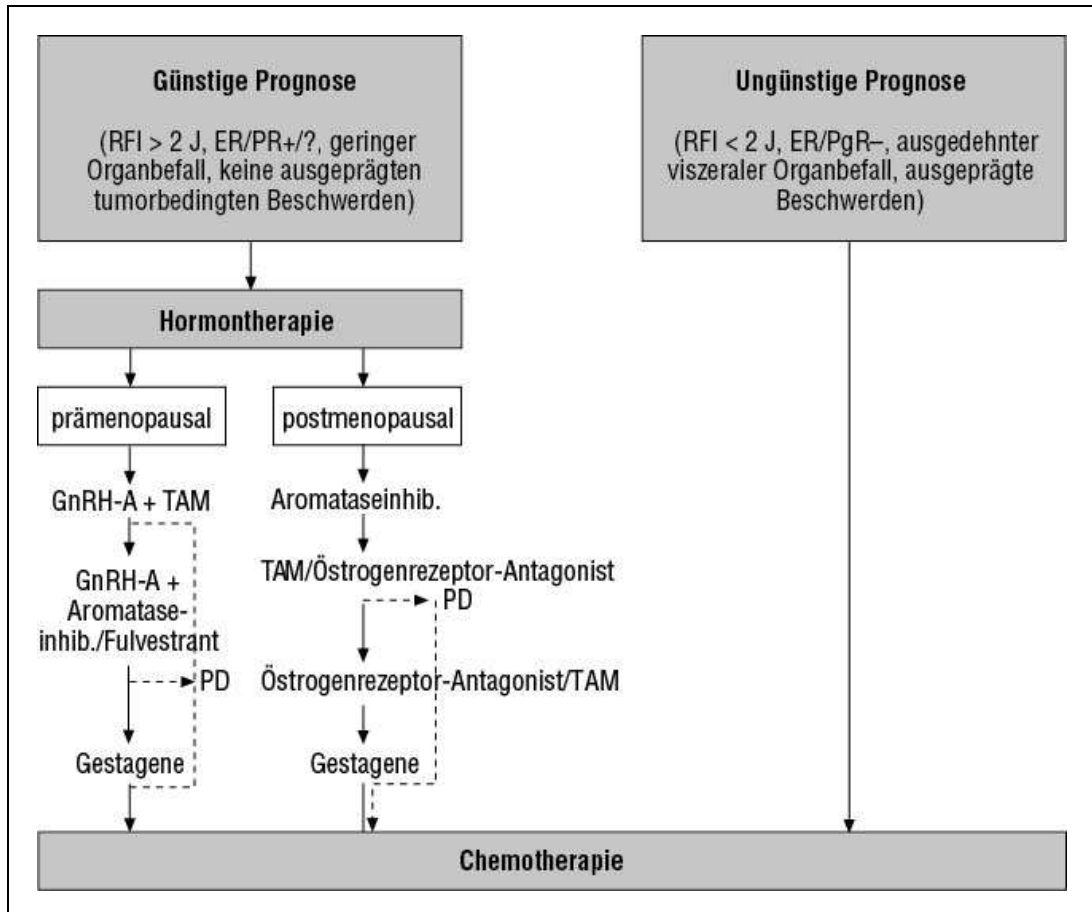 Günstige Prognose
(RFI > 2 J, ER/PR+/?, geringer
Organbefall, keine ausgeprägten
tumorbedingten Beschwerden)
Ungünstige Prognose
(RFI < 2 J, ER/PgR–, ausgedehnter
viszeraler Organbefall, ausgeprägte
Beschwerden)
Hormontherapie
prämenopausal
postmenopausal
GnRH-A + TAM
GnRH-A +
Aromatase-
inhib./Fulvestrant
PD
Gestagene
Aromataseinhib.
TAM/Östrogenrezeptor-Antagonist
PD
Östrogenrezeptor-Antagonist/TAM
Gestagene
Chemotherapie